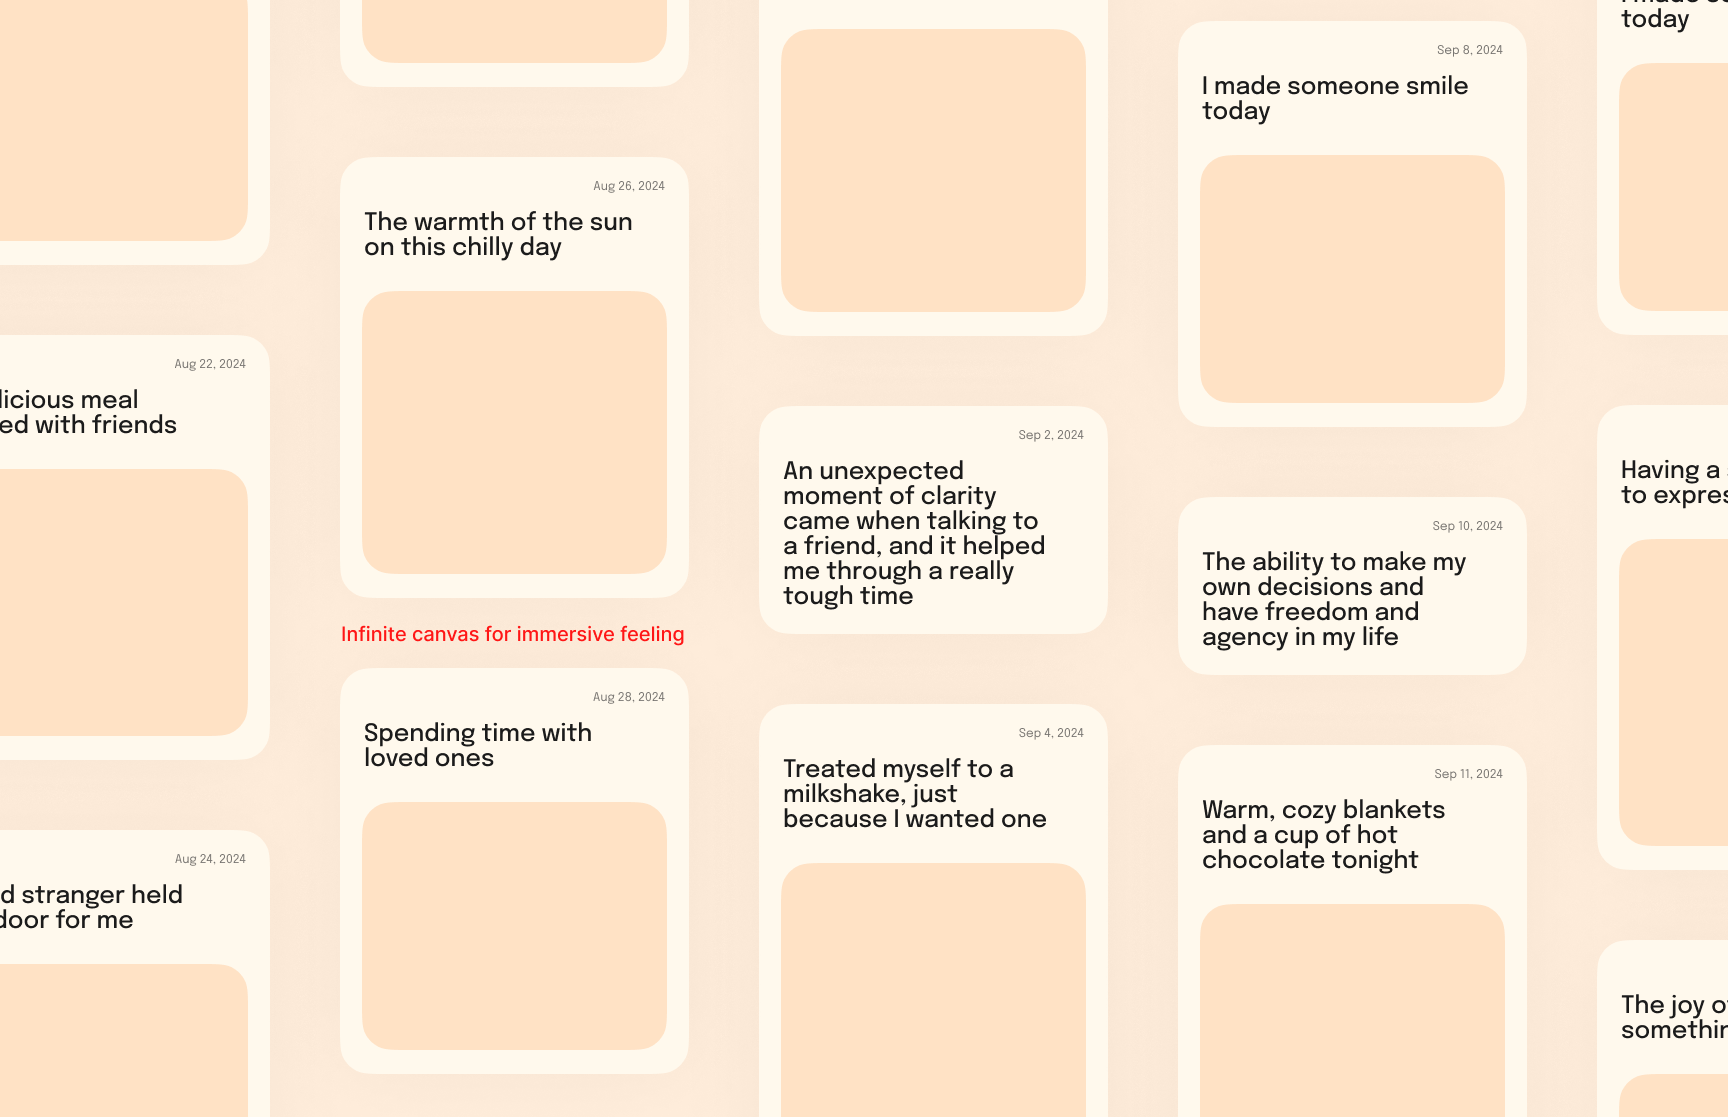 Aug 22, 2024
licious meal
ed with friends
Aug 24, 2024
d stranger held
door for me
Aug 26, 2024
The warmth of the sun
on this chilly day
Infinite canvas for immersive feeling
Aug 28, 2024
Spending time with
loved ones
Sep 2, 2024
An unexpected
moment of clarity
came when talking to
a friend, and it helped
me through a really
tough time
Sep 4, 2024
Treated myself to a
milkshake, just
because I wanted one
Sep 8, 2024
I made someone smile
today
Sep 10, 2024
The ability to make my
own decisions and
have freedom and
agency in my life
Sep 11, 2024
Warm, cozy blankets
and a cup of hot
chocolate tonight
today
Having a
to expres
The joy o
somethin